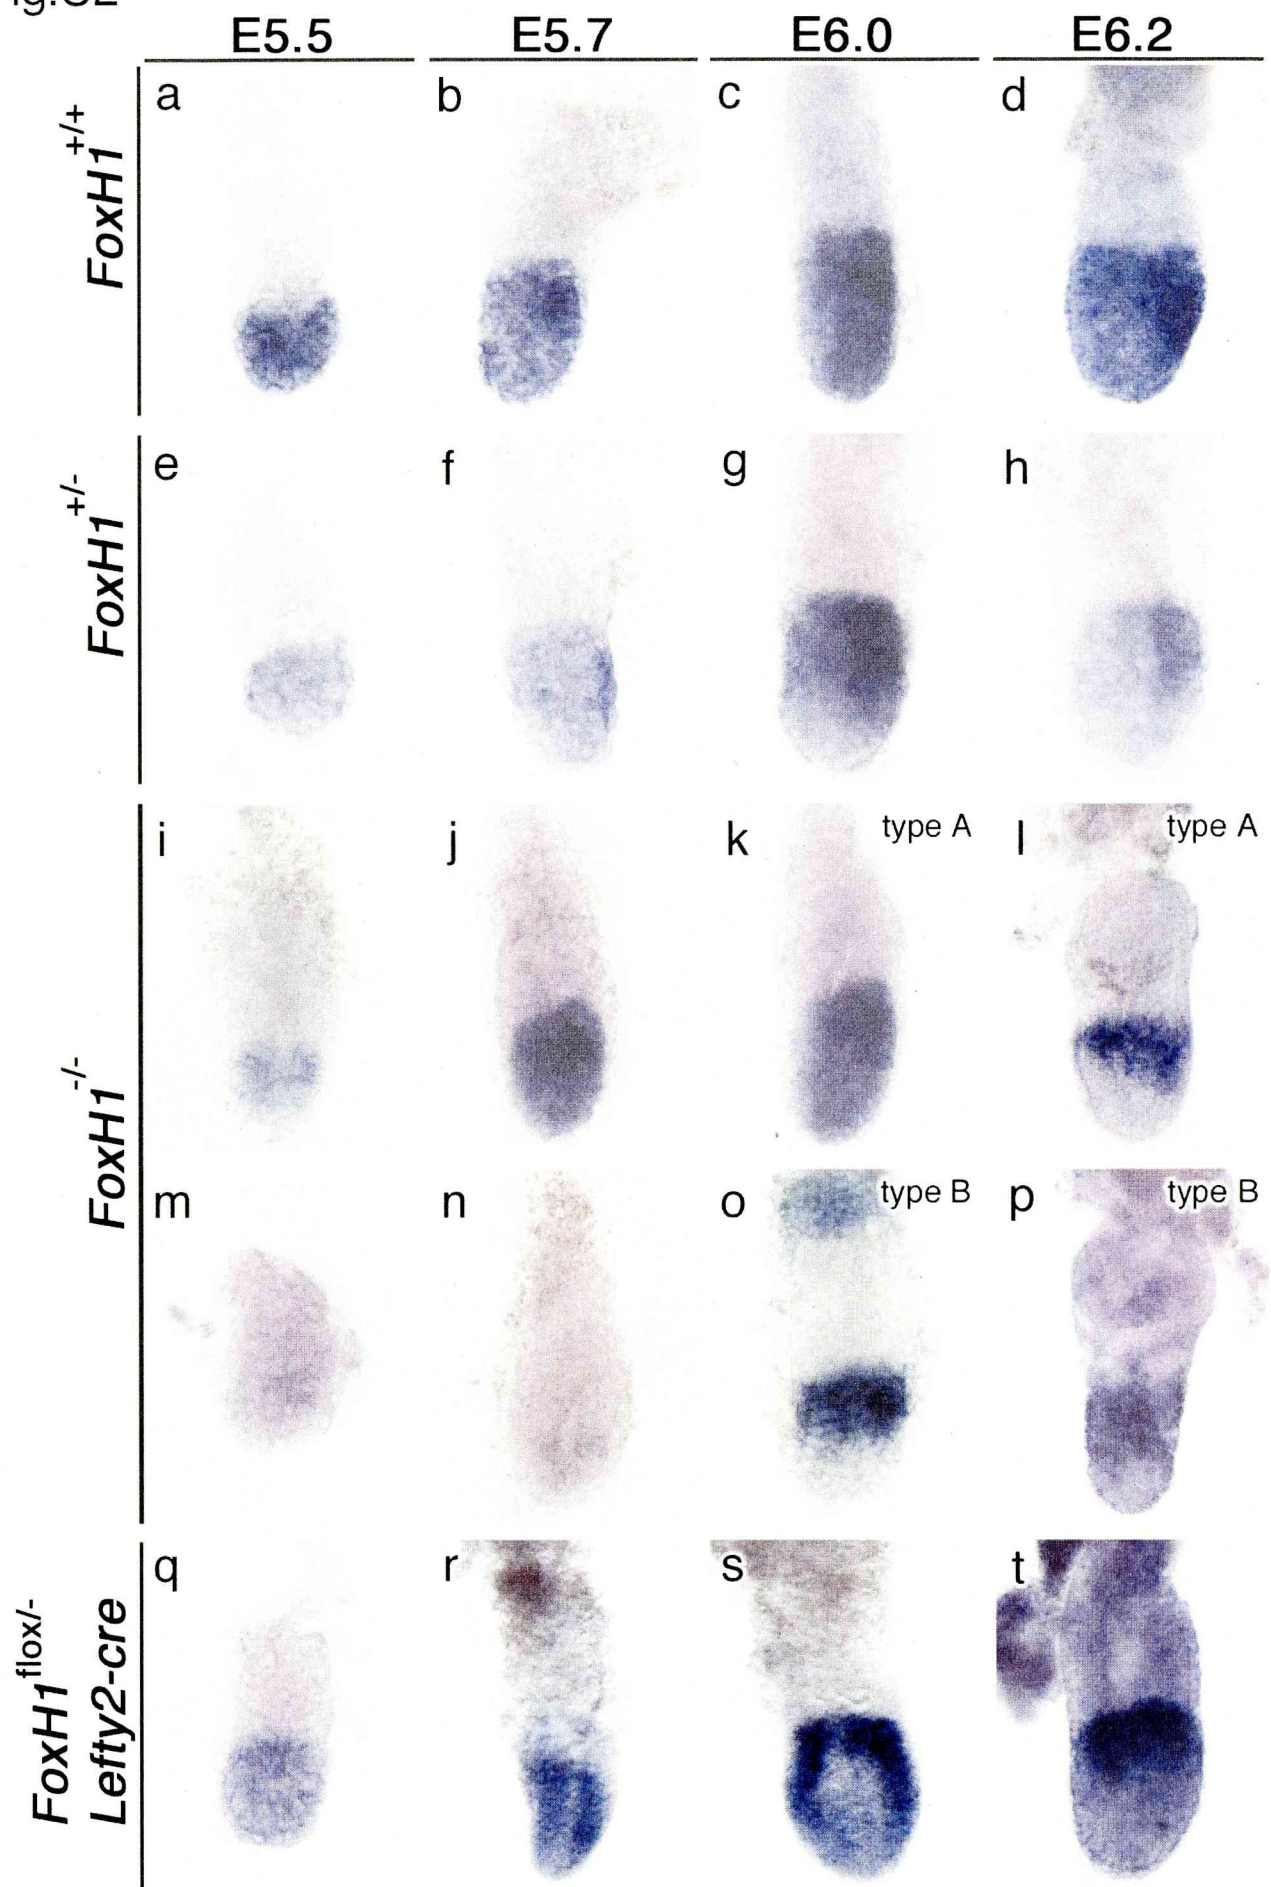 E5.5 E5.7 E6.0 E6.2
FoxH1+/+
a b c d
FoxH1+/-
e f g h
FoxH1-/-
i j k type A l type A
m n o type B p type B
FoxH1flox/-
Lefty2-cre
q r s t